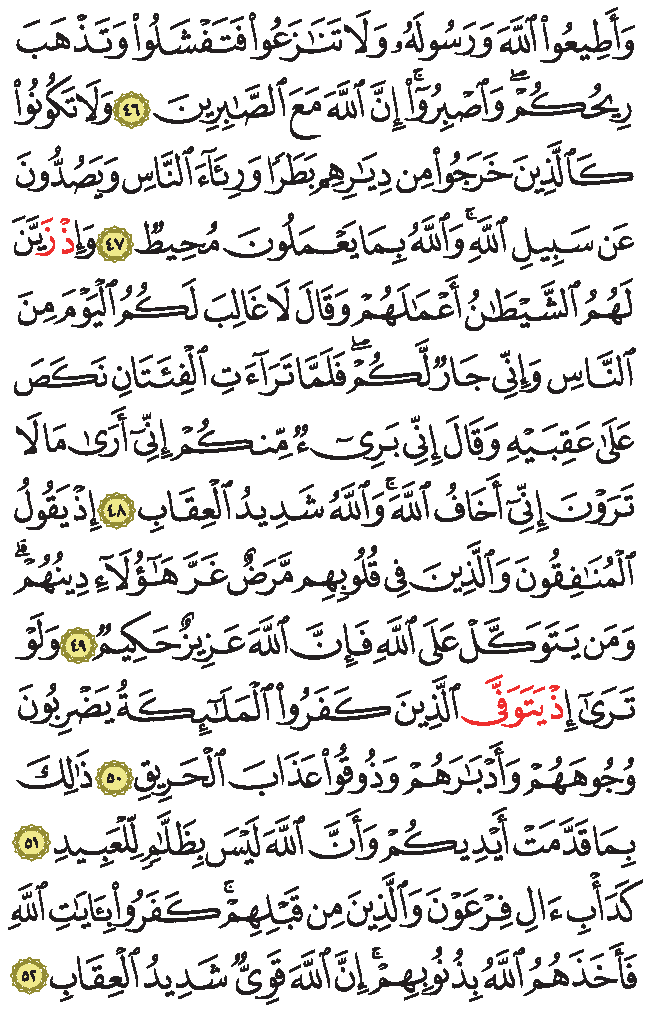 وَأَطِيعُوا۟ ٱللَّهَ وَرَسُولَهُۥ وَلَا تَنَٰزَعُوا۟ فَتَفْشَلُوا۟ وَتَذْهَبَ
رِيحُكُمْۖ وَٱصْبِرُوٓا۟ۚ إِنَّ ٱللَّهَ مَعَ ٱلصَّٰبِرِينَ ٤٦ وَلَا تَكُونُوا۟
كَٱلَّذِينَ خَرَجُوا۟ مِن دِيَٰرِهِم بَطَرًا وَرِئَآءَ ٱلنَّاسِ وَيَصُدُّونَ
عَن سَبِيلِ ٱللَّهِۚ وَٱللَّهُ بِمَا يَعْمَلُونَ مُحِيطٌ ٤٧ وَإِذْ زَيَّنَ
لَهُمُ ٱلشَّيْطَٰنُ أَعْمَٰلَهُمْ وَقَالَ لَا غَالِبَ لَكُمُ ٱلْيَوْمَ مِنَ
ٱلنَّاسِ وَإِنِّى جَارٌ لَّكُمْۖ فَلَمَّا تَرَآءَتِ ٱلْفِئَتَانِ نَكَصَ
عَلَىٰ عَقِبَيْهِ وَقَالَ إِنِّى بَرِىٓءٌ مِّنكُمْ إِنِّىٓ أَرَىٰ مَا لَا
تَرَوْنَ إِنِّىٓ أَخَافُ ٱللَّهَۚ وَٱللَّهُ شَدِيدُ ٱلْعِقَابِ ٤٨ إِذْ يَقُولُ
ٱلْمُنَٰفِقُونَ وَٱلَّذِينَ فِى قُلُوبِهِم مَّرَضٌ غَرَّ هَٰٓؤُلَآءِ دِينُهُمْۗ
وَمَن يَتَوَكَّلْ عَلَى ٱللَّهِ فَإِنَّ ٱللَّهَ عَزِيزٌ حَكِيمٌ ٤٩ وَلَوْ
تَرَىٰٓ إِذْ يَتَوَفَّى ٱلَّذِينَ كَفَرُوا۟ ٱلْمَلَٰٓئِكَةُ يَضْرِبُونَ
وُجُوهَهُمْ وَأَدْبَٰرَهُمْ وَذُوقُوا۟ عَذَابَ ٱلْحَرِيقِ ٥٠ ذَٰلِكَ
بِمَا قَدَّمَتْ أَيْدِيكُمْ وَأَنَّ ٱللَّهَ لَيْسَ بِظَلَّٰمٍ لِّلْعَبِيدِ ٥١
كَدَأْبِ ءَالِ فِرْعَوْنَ وَٱلَّذِينَ مِن قَبْلِهِمْۚ كَفَرُوا۟ بِـَٔايَٰتِ ٱللَّهِ
فَأَخَذَهُمُ ٱللَّهُ بِذُنُوبِهِمْۚ إِنَّ ٱللَّهَ قَوِىٌّ شَدِيدُ ٱلْعِقَابِ ٥٢